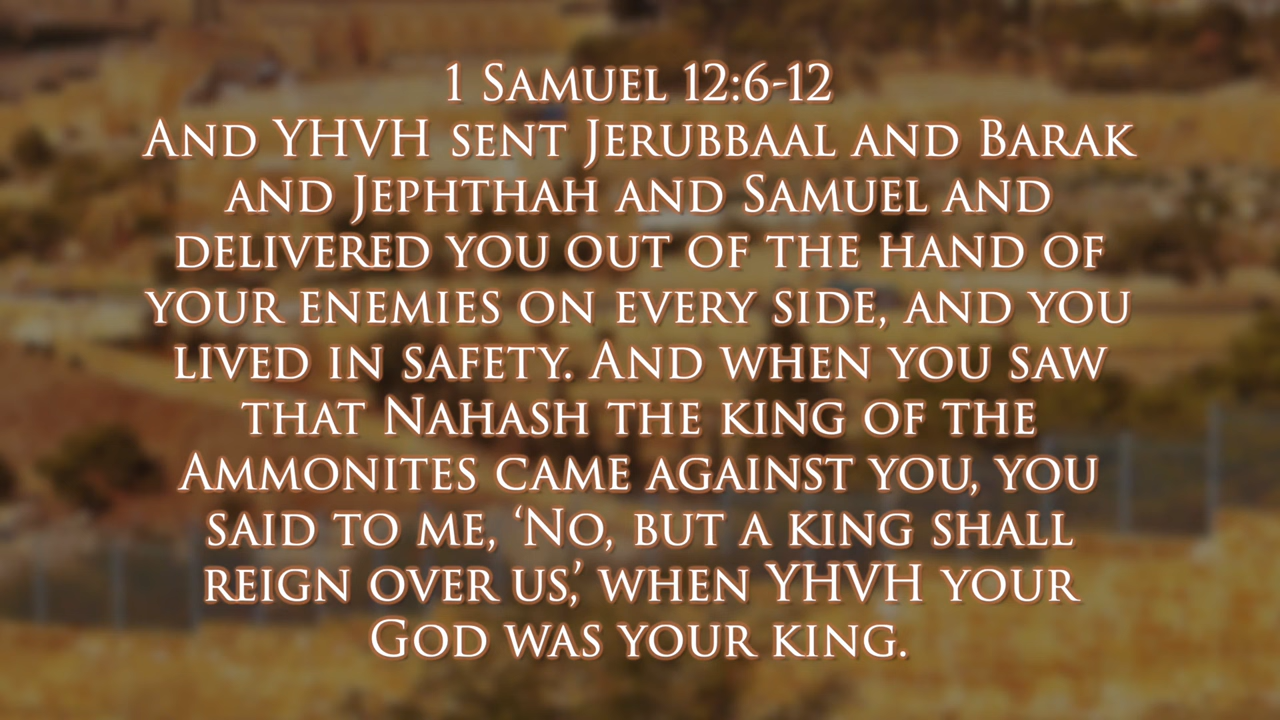 1 Samuel 12:6-12
And YHVH sent Jerubbaal and Barak
and Jephthah and Samuel and
delivered you out of the hand of
your enemies on every side, and you
lived in safety. And when you saw
that Nahash the king of the
Ammonites came against you, you
said to me, ‘No, but a king shall
reign over us,’ when YHVH your
God was your king.